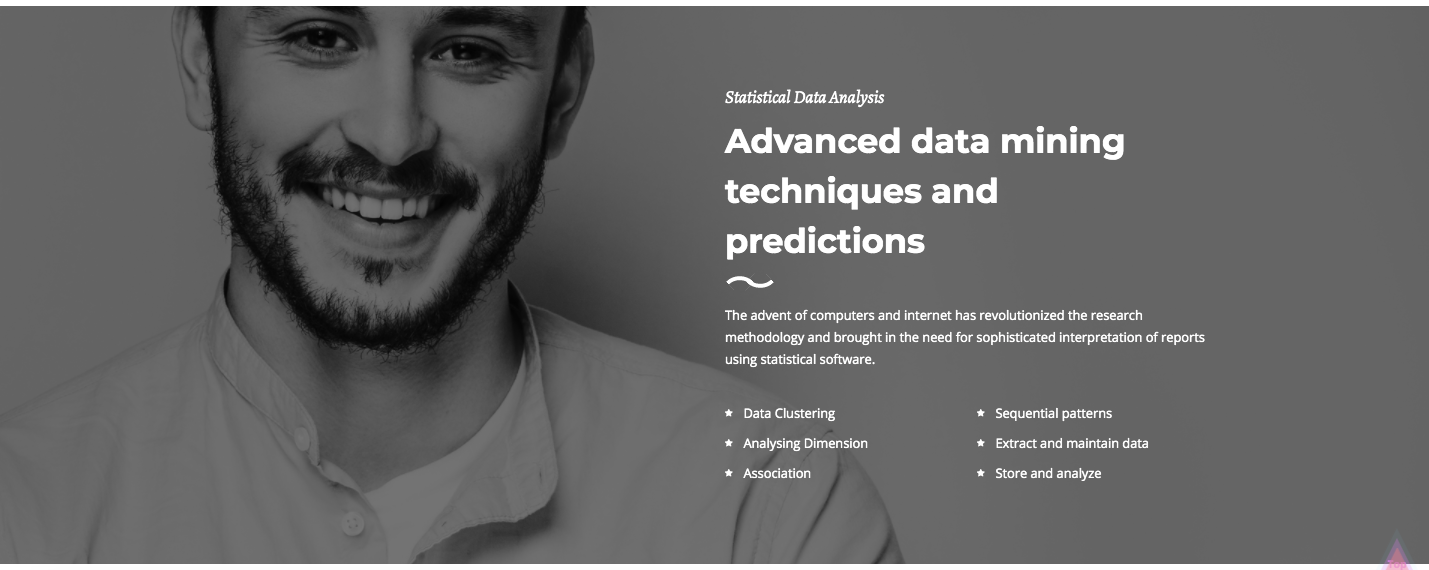 Statistical Data Analysis
Advanced data mining
techniques and
predictions
The advent of computers and internet has revolutionized the research
methodology and brought in the need for sophisticated interpretation of reports
using statistical software.
Data Clustering
Sequential patterns
Analysing Dimension
Extract and maintain data
Association
Store and analyze